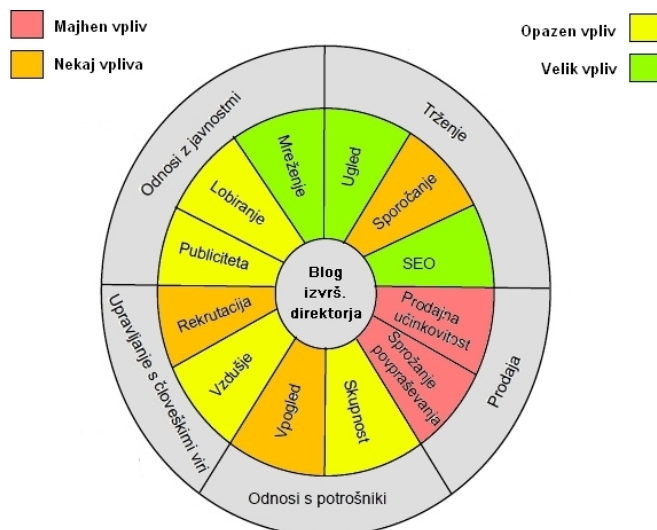 Majhen vpliv
Nekaj vpliva
Opazen vpliv
Velik vpliv
Odnosi z javnostmi
Trženje
Prodaja
Odnosi s potrošniki
Upravljanje s človeškimi viri
Mreženje
Ugled
Sporočanje
SEO
Prodajna
učinkovitost
Sprožanje
povpraševanja
Skupnost
Vpogled
Vzdušje
Rekrutacija
Publiciteta
Lobiranje
Blog
izvrš.
direktorja